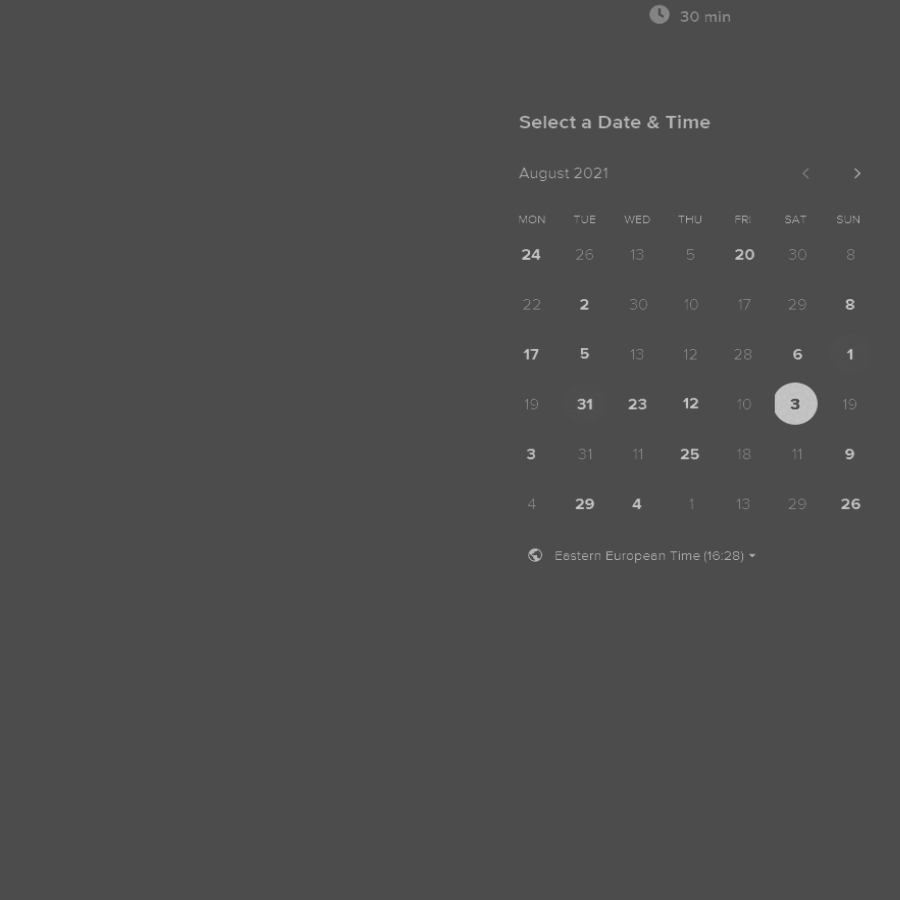 30 min
Select a Date & Time
August 2021
MON TUE WED THU FRI SAT SUN
24 26 13 5 20 30 8
22 2 30 10 17 29 8
17 5 13 12 28 6 1
19 31 23 12 10 3 19
3 31 11 25 18 11 9
4 29 4 1 13 29 26
Eastern European Time (16:28)